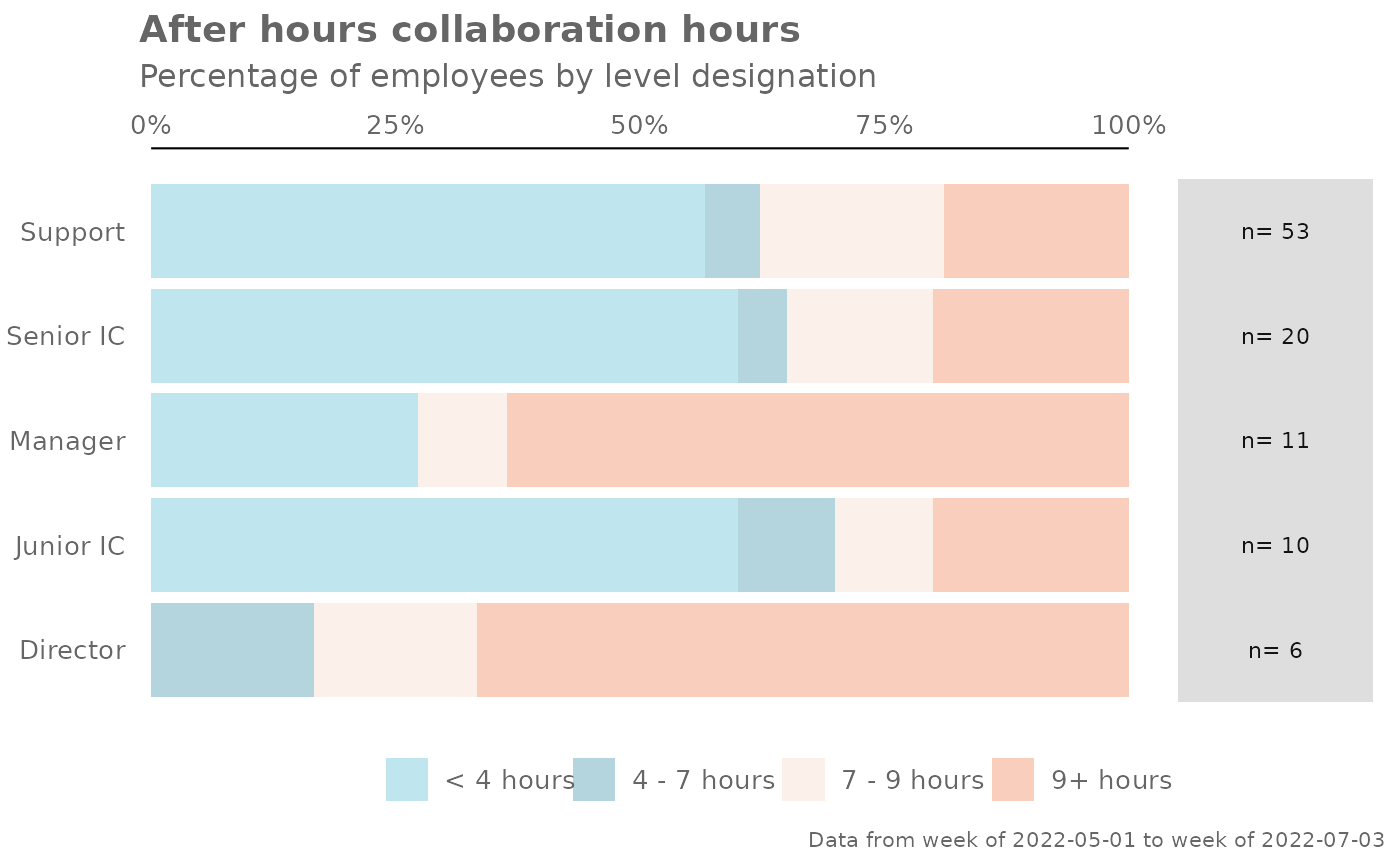 After hours collaboration hours
Percentage of employees by level designation
0% 25% 50% 75% 100%
Support n= 53
Senior IC n= 20
Manager n= 11
Junior IC n= 10
Director n= 6
< 4 hours 4 - 7 hours 7 - 9 hours 9+ hours
Data from week of 2022-05-01 to week of 2022-07-03